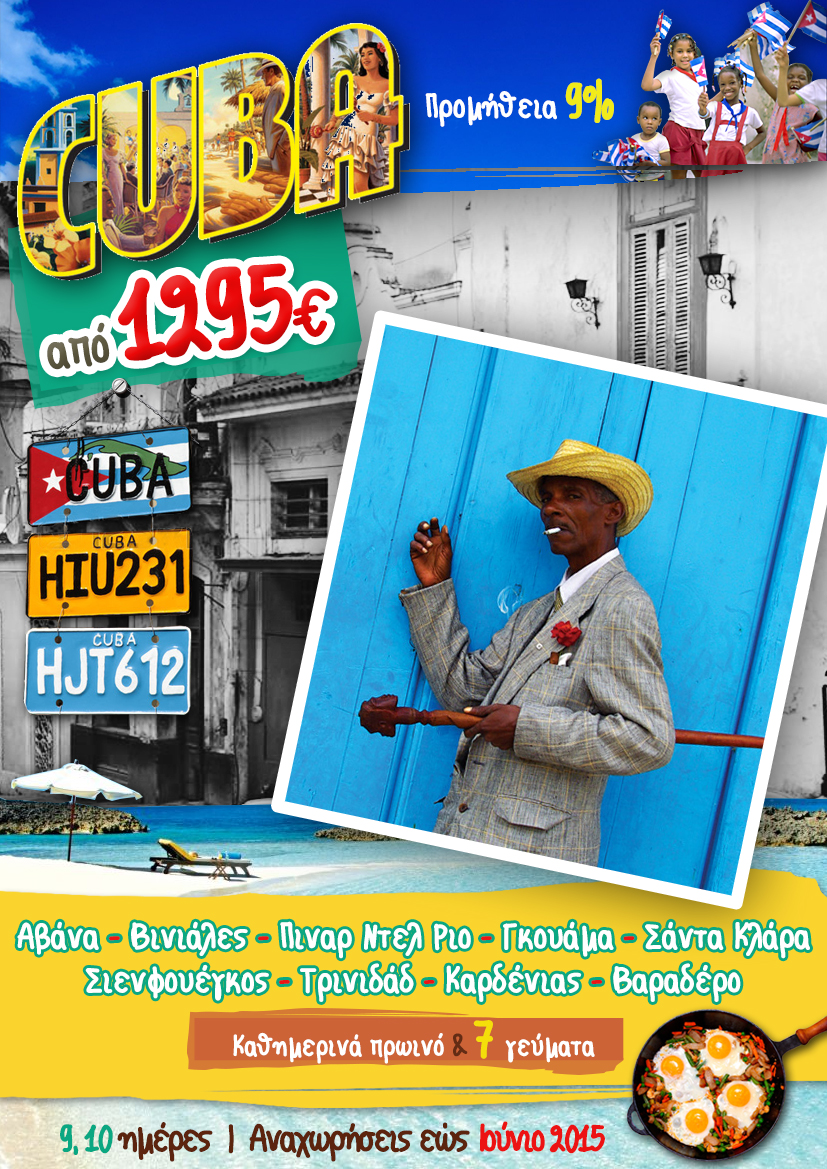 CUBA
Προμήθεια 9%
από 1295€
CUBA
CUBA
HIU231
CUBA
HJT612
Αβάνα - Βινιάλες - Πιναρ Ντελ Ριο - Γκουάμα - Σάντα Κλάρα
Σιενφουέγκος - Τρινιδάδ - Καρδένιας - Βαραδέρο
Καθημερινά πρωινό & 7 γεύματα
9, 10 ημέρες | Αναχωρήσεις εώς Ιούνιο 2015